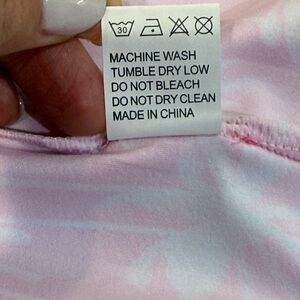 30
MACHINE WASH
TUMBLE DRY LOW
DO NOT BLEACH
DO NOT DRY CLEAN
MADE IN CHINA